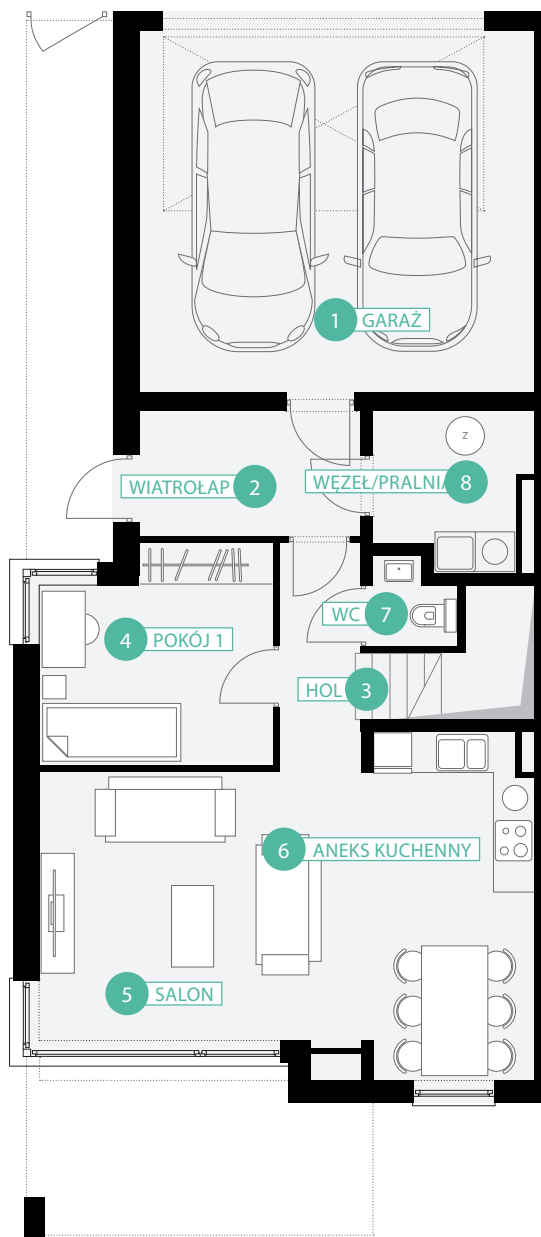 1 GARAŻ
Z
WIATROŁAP 2
WĘZEŁ/PRALNIA 8
WC 7
4 POKÓJ 1
HOL 3
6 ANEKS KUCHENNY
5 SALON